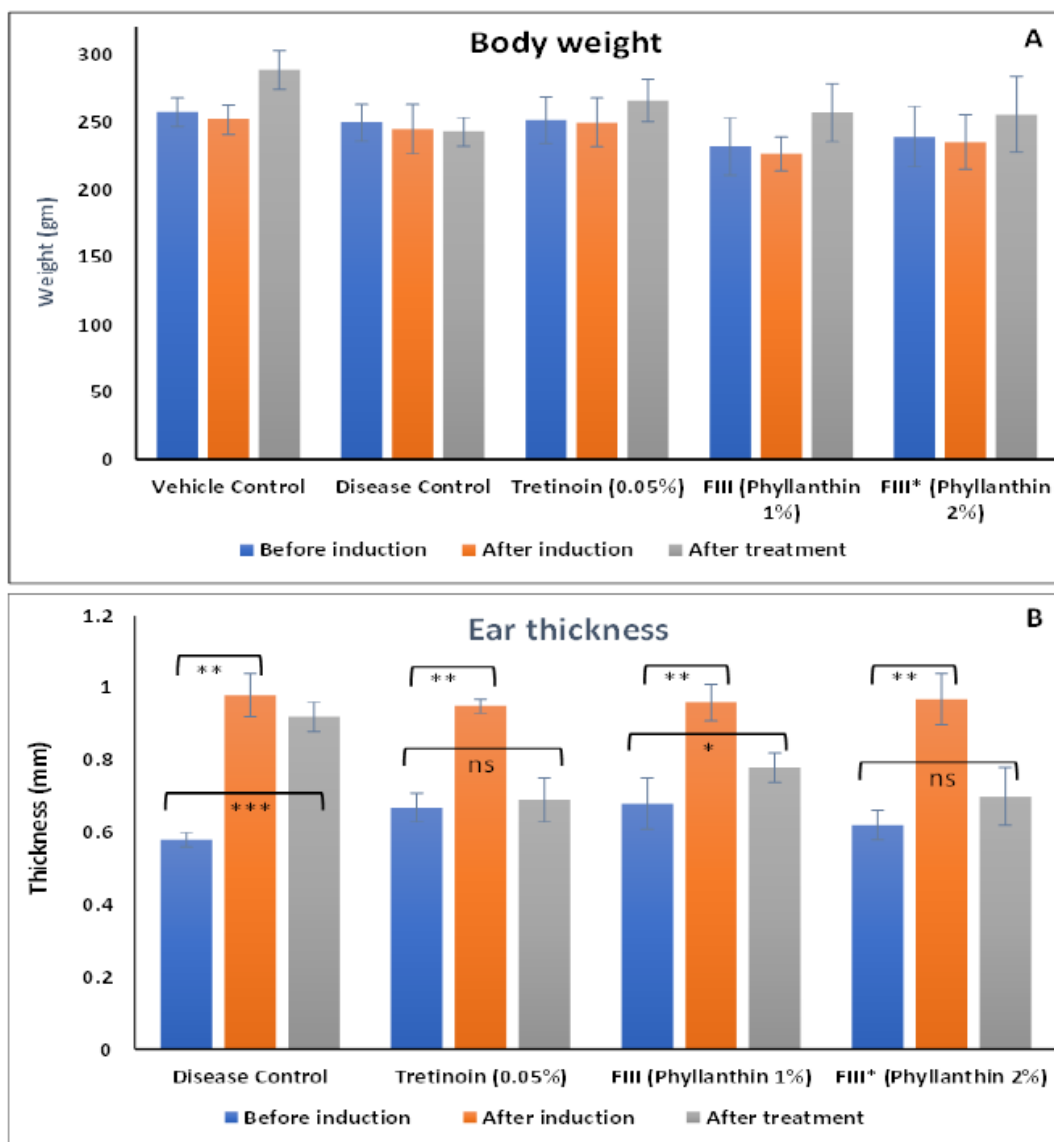 Body weight
A
Weight (gm)
300
250
200
150
100
50
0
Vehicle Control
Disease Control
Tretinoin (0.05%)
FIII (Phyllanthin
1%)
FIII* (Phyllanthin
2%)
Before induction
After induction
After treatment
B
Ear thickness
Thickness (mm)
1.2
1
0.8
0.6
0.4
0.2
0
**
***
**
ns
**
*
**
ns
Disease Control
Tretinoin (0.05%)
FIII (Phyllanthin 1%)
FIII* (Phyllanthin 2%)
Before induction
After induction
After treatment